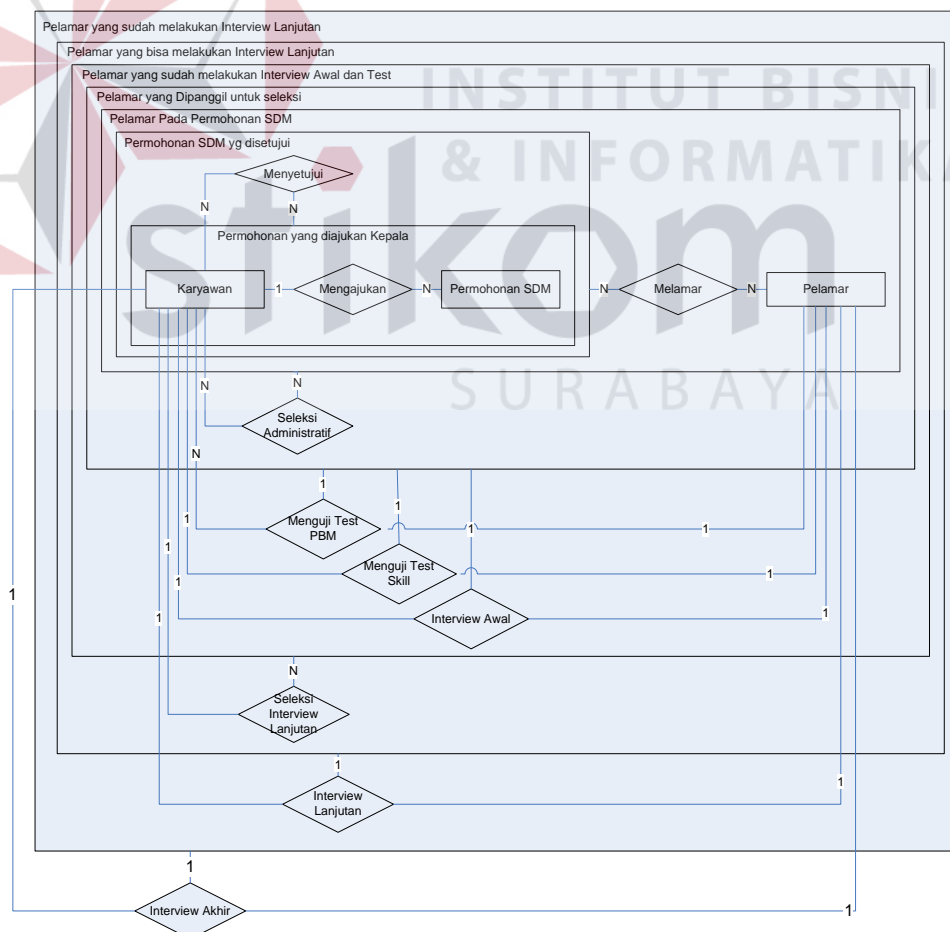 Pelamar yang sudah melakukan Interview Lanjutan
Pelamar yang bisa melakukan Interview Lanjutan
Pelamar yang sudah melakukan Interview Awal dan Test
INSTITUT BISNI
Pelamar yang Dipanggil untuk seleksi
Pelamar Pada Permohonan SDM
Permohonan SDM yg disetujui
& INFORMATIKA
Menyetujui
N
N
stikom
Permohonan yang diajukan Kepala
Karyawan
1
Mengajukan
N
Permohonan SDM
N
Melamar
N
Pelamar
SURABAYA
N
N
Seleksi
Administratif
N
1
1
1
Menguji Test
PBM
1
1
1
Menguji Test
Skill
1
1
1
1
Interview Awal
1
1
N
Seleksi
Interview
Lanjutan
1
Interview
Lanjutan
1
1
Interview Akhir
1